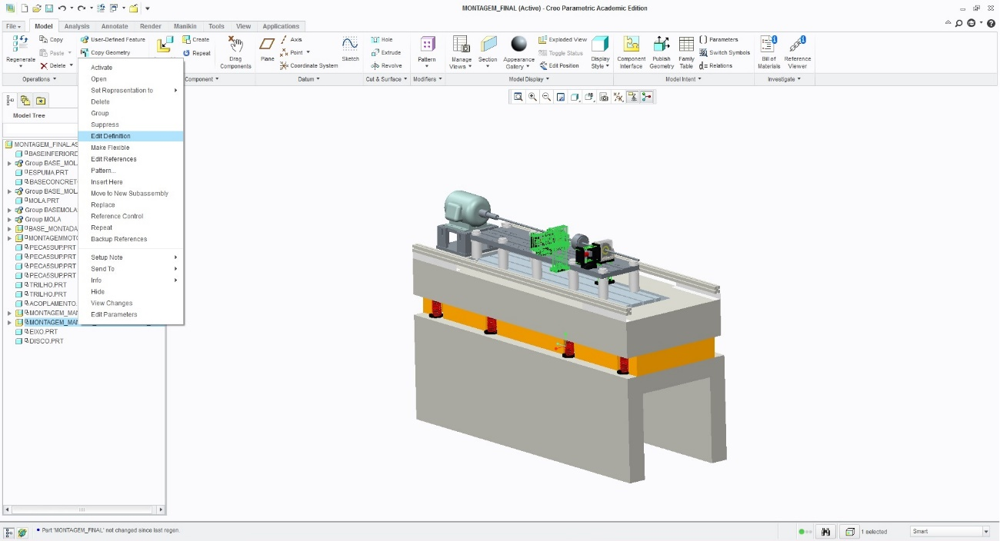 MONTAGEM_FINAL (Active) - Creo Parametric Academic Edition
File Model Analysis Annotate Render Manikin Tools View Applications
Regenerate
Copy
Paste
Delete
Operations
User-Defined Feature
Copy Geometry
Create
Repeat
Component
Drag
Components
Plane
Axis
Point
Coordinate System
Sketch
Datum
Hole
Extrude
Revolve
Cut & Surface
Pattern
Modifiers
Manage
Views
Section
Appearance
Gallery
Exploded View
Toggle Status
Edit Position
Display
Style
Model Display
Component
Interface
Publish
Geometry
Family
Table
Parameters
Switch Symbols
d= Relations
Model Intent
Bill of
Materials
Reference
Viewer
Investigate
Model Tree
MONTAGEM_FINAL.AS
BASEINFERIORD
Group BASE_MOL
ESPUMA.PRT
BASECONCRET
Group BASE_MOL
MOLA.PRT
Group BASEMOLA
Group MOLA
BASE_MONTADA
MONTAGEMMOTO
PECA5SUP.PRT
PECA5SUP.PRT
PECA5SUP.PRT
PECA5SUP.PRT
TRILHO.PRT
TRILHO.PRT
ACOPLAMENTO.
MONTAGEM_MAN
MONTAGEM_MAN
EIXO.PRT
DISCO.PRT
Activate
Open
Set Representation to
Delete
Group
Suppress
Edit Definition
Make Flexible
Edit References
Pattern...
Insert Here
Move to New Subassembly
Replace
Reference Control
Repeat
Backup References
Setup Note
Send To
Info
Hide
View Changes
Edit Parameters
Part 'MONTAGEM_FINAL' not changed since last regen.
1 selected
Smart